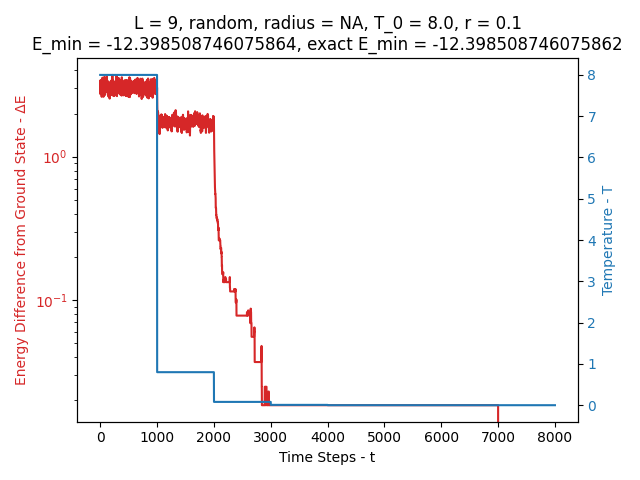 L = 9, random, radius = NA, T_0 = 8.0, r = 0.1
E_min = -12.398508746075864, exact E_min = -12.398508746075862
Energy Difference from Ground State - ΔE
10⁰
10⁻¹
8
7
6
5
4
3
2
1
0
Temperature - T
0 1000 2000 3000 4000 5000 6000 7000 8000
Time Steps - t